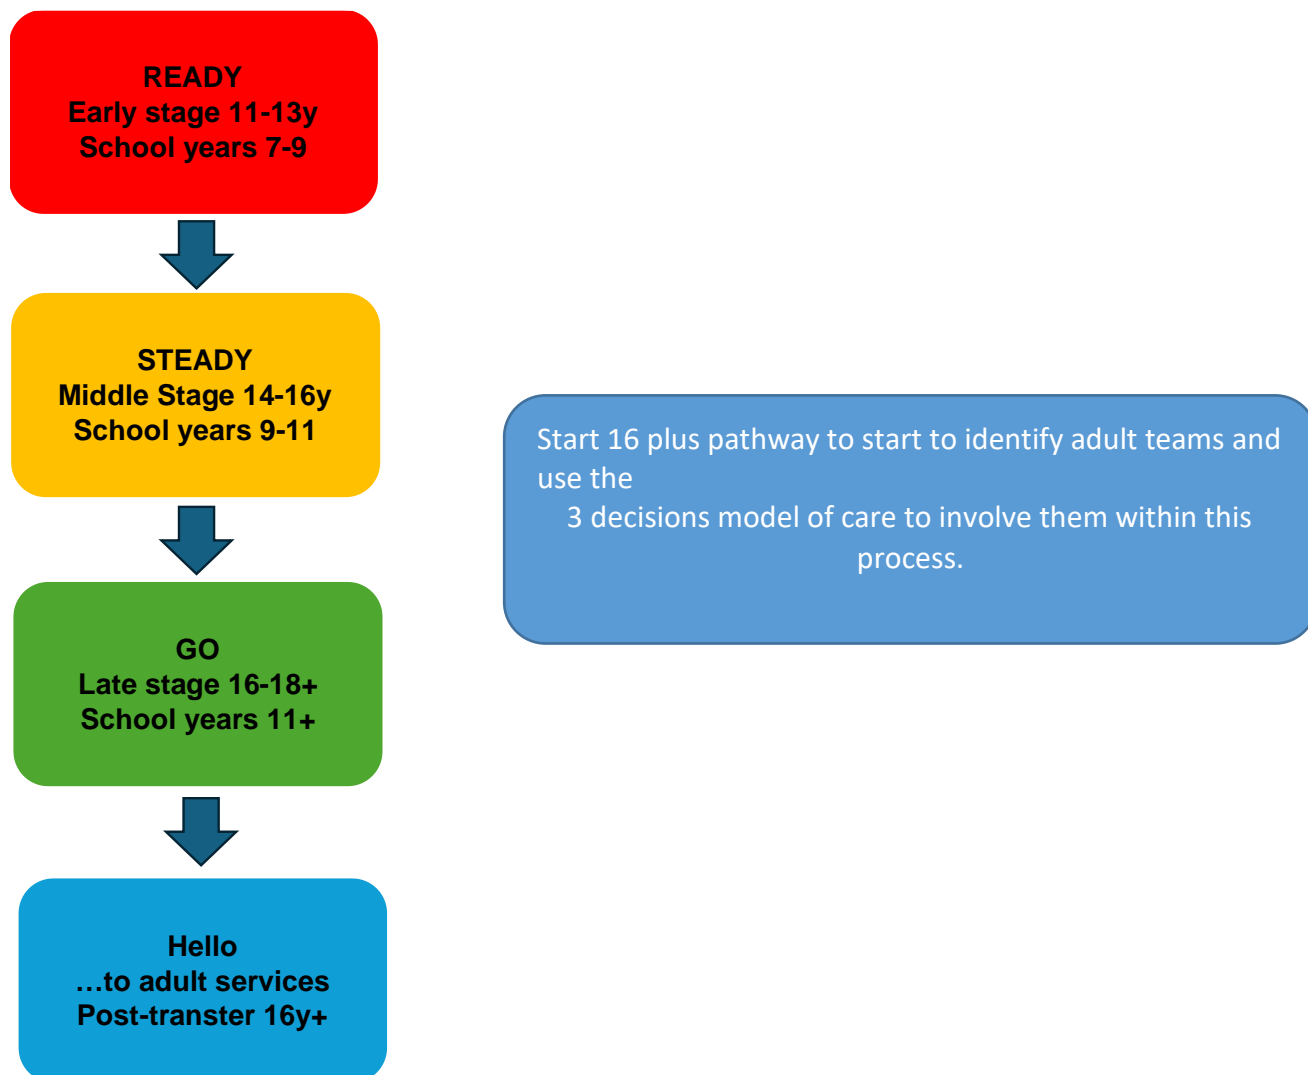 READY
Early stage 11-13y
School years 7-9
STEADY
Middle Stage 14-16y
School years 9-11
Start 16 plus pathway to start to identify adult teams and
use the
3 decisions model of care to involve them within this
process.
GO
Late stage 16-18+
School years 11+
Hello
…to adult services
Post-transter 16y+